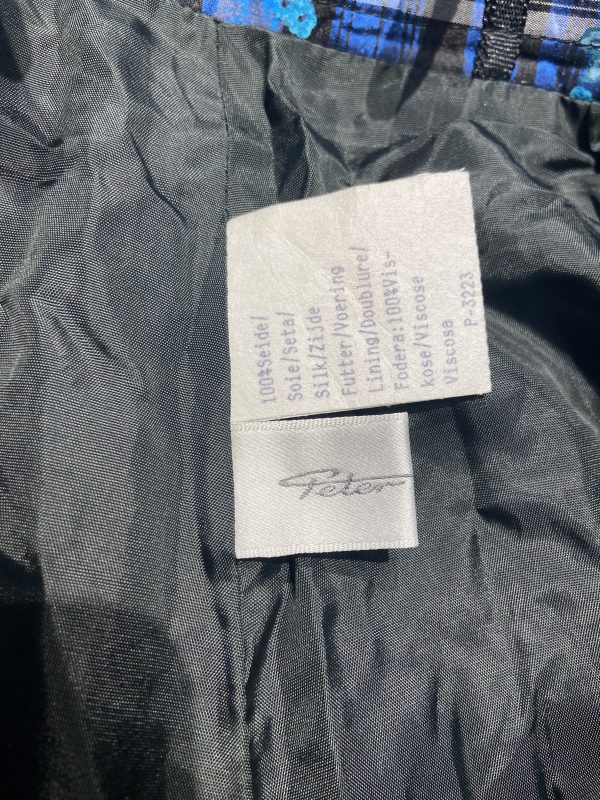 100%Seide/
Soie/Seta/
Silk/Zijde
Futter/Voering
Lining/Doublure/
Fodera:100%Vis-
kose/Viscose
Viscosa
P-3223
Peter